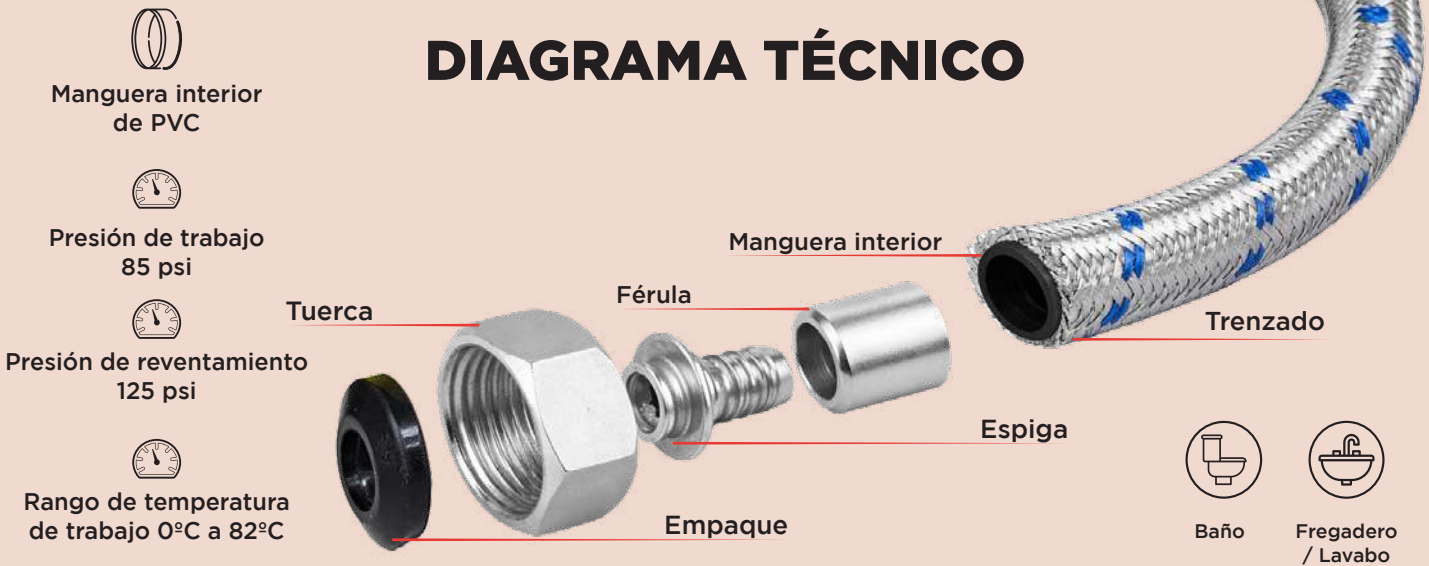 DIAGRAMA TÉCNICO
Manguera interior
de PVC
Presión de trabajo
85 psi
Presión de reventamiento
125 psi
Rango de temperatura
de trabajo 0ºC a 82ºC
Manguera interior
Férula
Tuerca
Trenzado
Espiga
Empaque
Baño
Fregadero
/ Lavabo